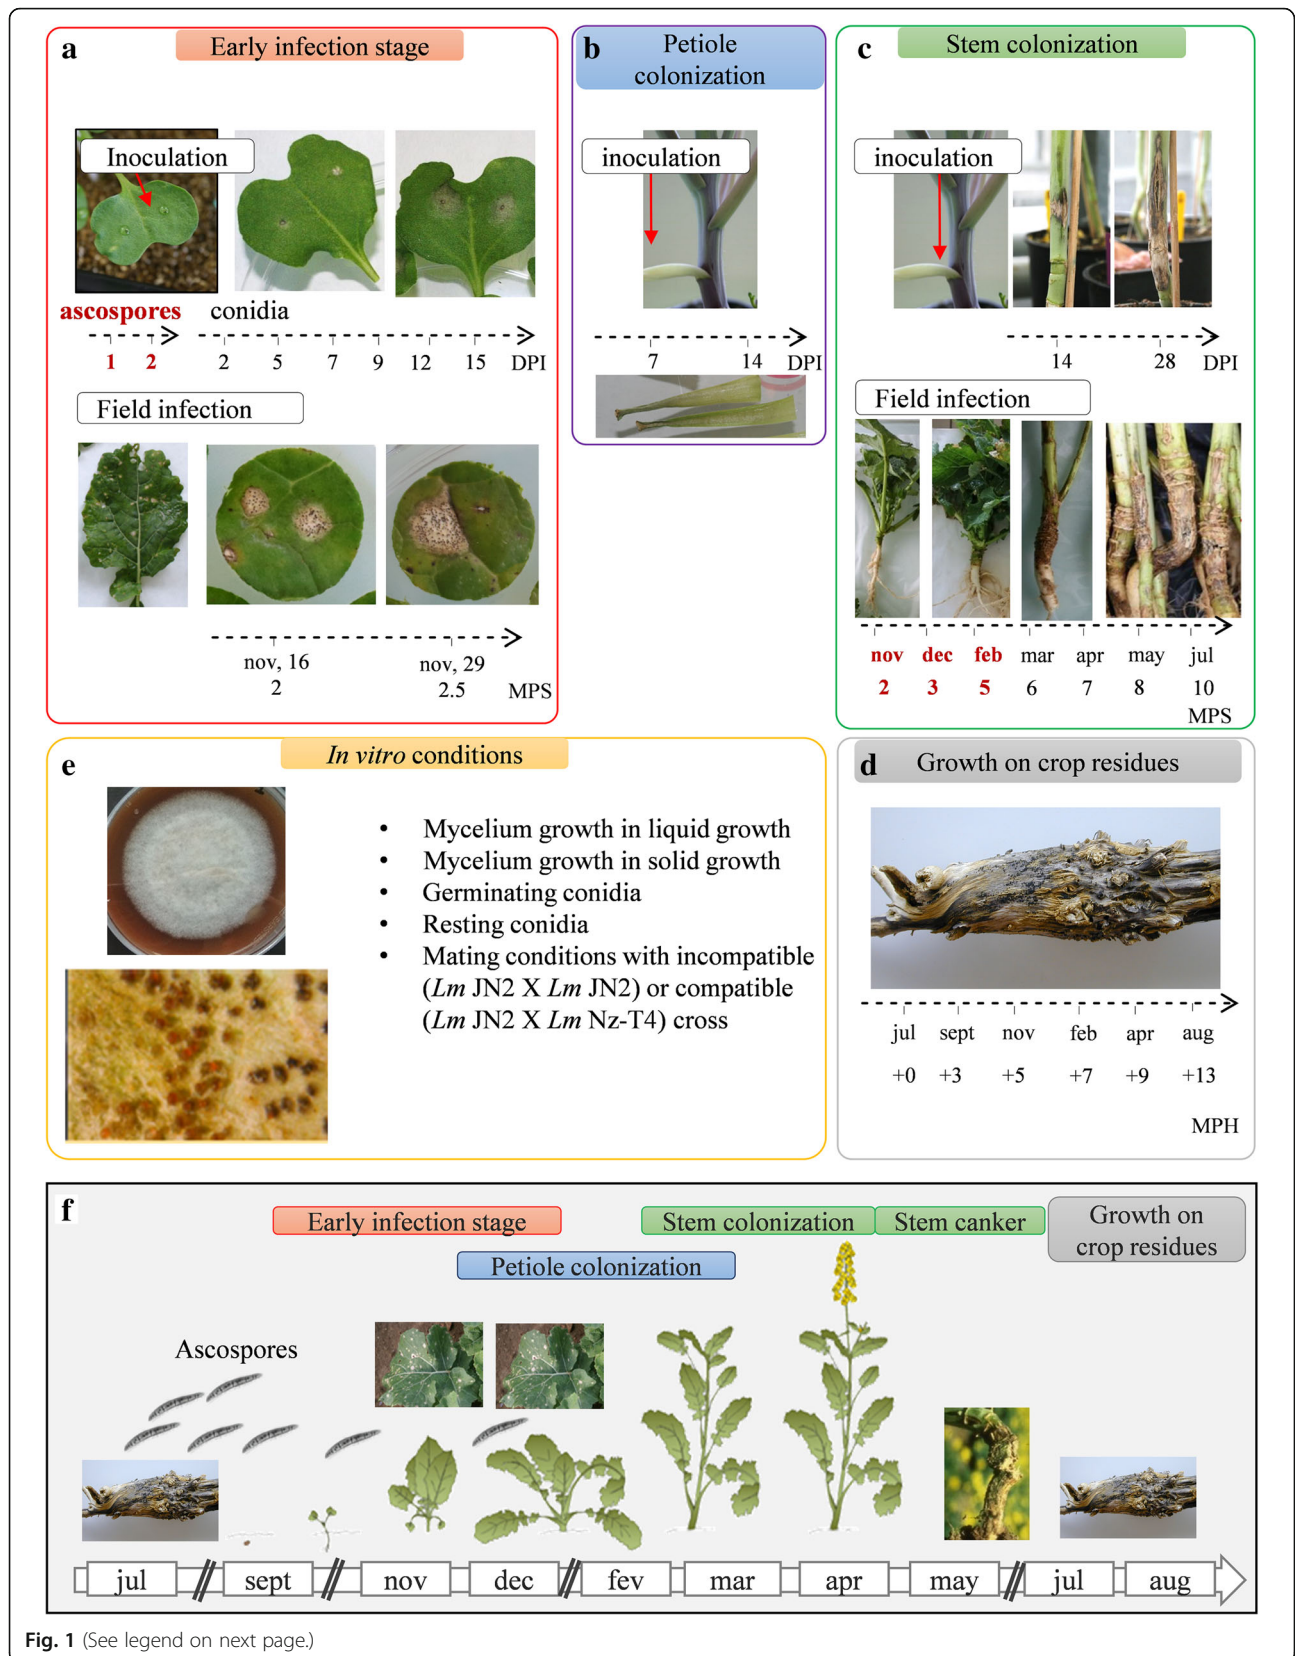 a
Early infection stage
Inoculation
ascospores
conidia
1 2
2 5 7 9 12 15 DPI
Field infection
nov, 16 nov, 29
2 2.5 MPS
b
Petiole
colonization
inoculation
7 14 DPI
c
Stem colonization
inoculation
14 28 DPI
Field infection
nov dec feb mar apr may jul
2 3 5 6 7 8 10
MPS
e
In vitro conditions
• Mycelium growth in liquid growth
• Mycelium growth in solid growth
• Germinating conidia
• Resting conidia
• Mating conditions with incompatible
(Lm JN2 X Lm JN2) or compatible
(Lm JN2 X Lm Nz-T4) cross
d
Growth on crop residues
jul sept nov feb apr aug
+0 +3 +5 +7 +9 +13
MPH
f
Early infection stage
Stem colonization
Stem canker
Growth on
crop residues
Petiole colonization
Ascospores
jul sept nov dec fev mar apr may jul aug
Fig. 1 (See legend on next page.)